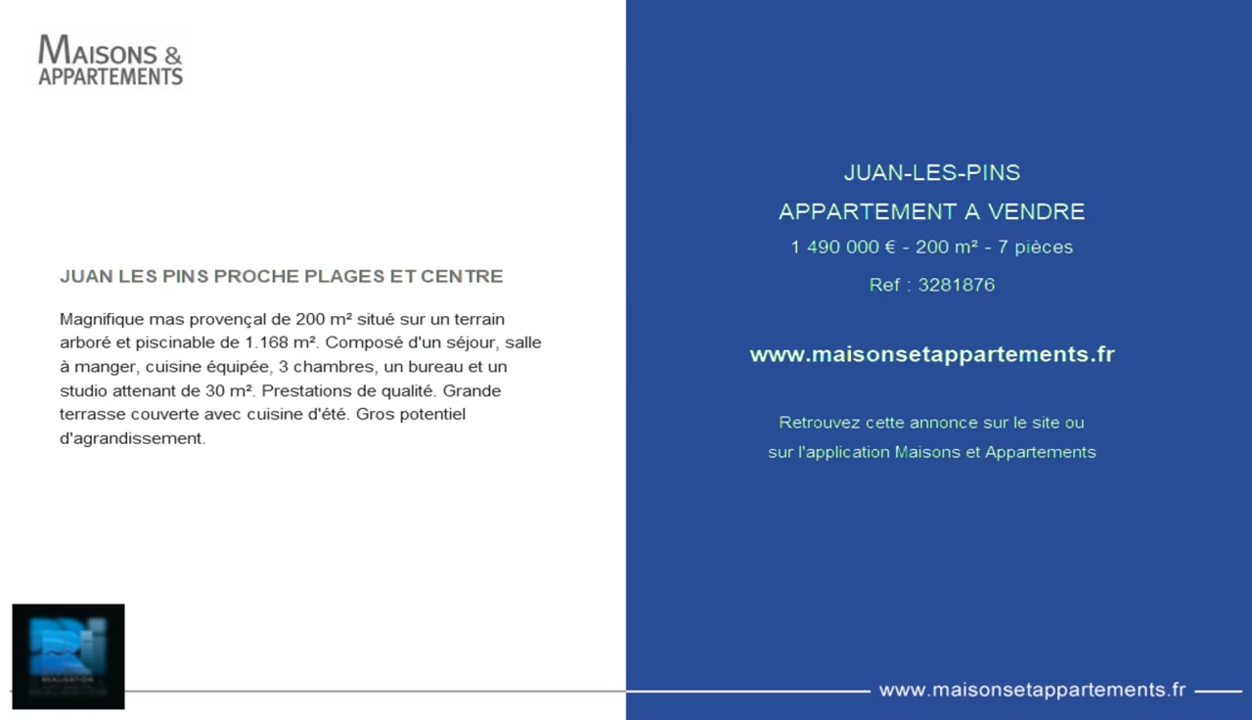 MAISONS &
APPARTEMENTS
JUAN LES PINS PROCHE PLAGES ET CENTRE
Magnifique mas provençal de 200 m² situé sur un terrain
arboré et piscinable de 1.168 m². Composé d'un séjour, salle
à manger, cuisine équipée, 3 chambres, un bureau et un
studio attenant de 30 m². Prestations de qualité. Grande
terrasse couverte avec cuisine d'été. Gros potentiel
d'agrandissement.
JUAN-LES-PINS
APPARTEMENT A VENDRE
1 490 000 € - 200 m² - 7 pièces
Ref : 3281876
www.maisonsetappartements.fr
Retrouvez cette annonce sur le site ou
sur l'application Maisons et Appartements
REALISATION
www.maisonsetappartements.fr